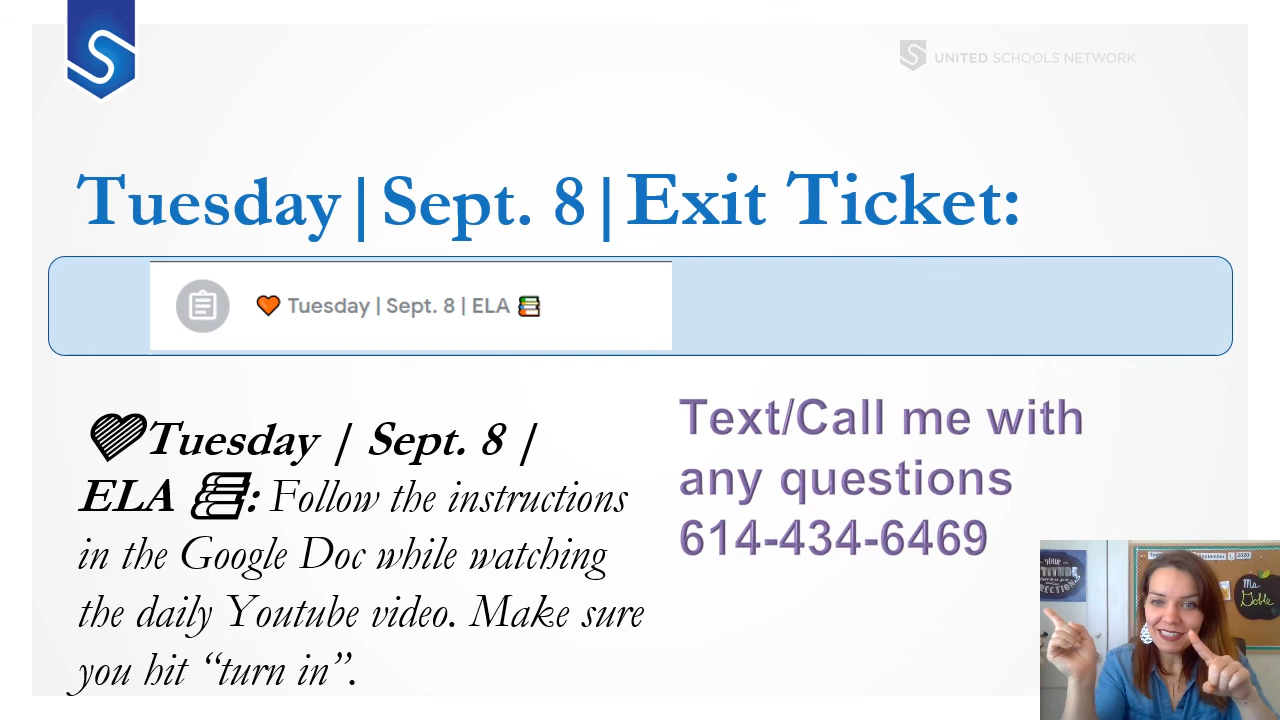 UNITED SCHOOLS NETWORK
Tuesday|Sept. 8|Exit Ticket:
🧡 Tuesday | Sept. 8 | ELA 📚
Tuesday | Sept. 8 |
ELA 📚: Follow the instructions
in the Google Doc while watching
the daily Youtube video. Make sure
you hit “turn in”.
Text/Call me with
any questions
614-434-6469
Ms.